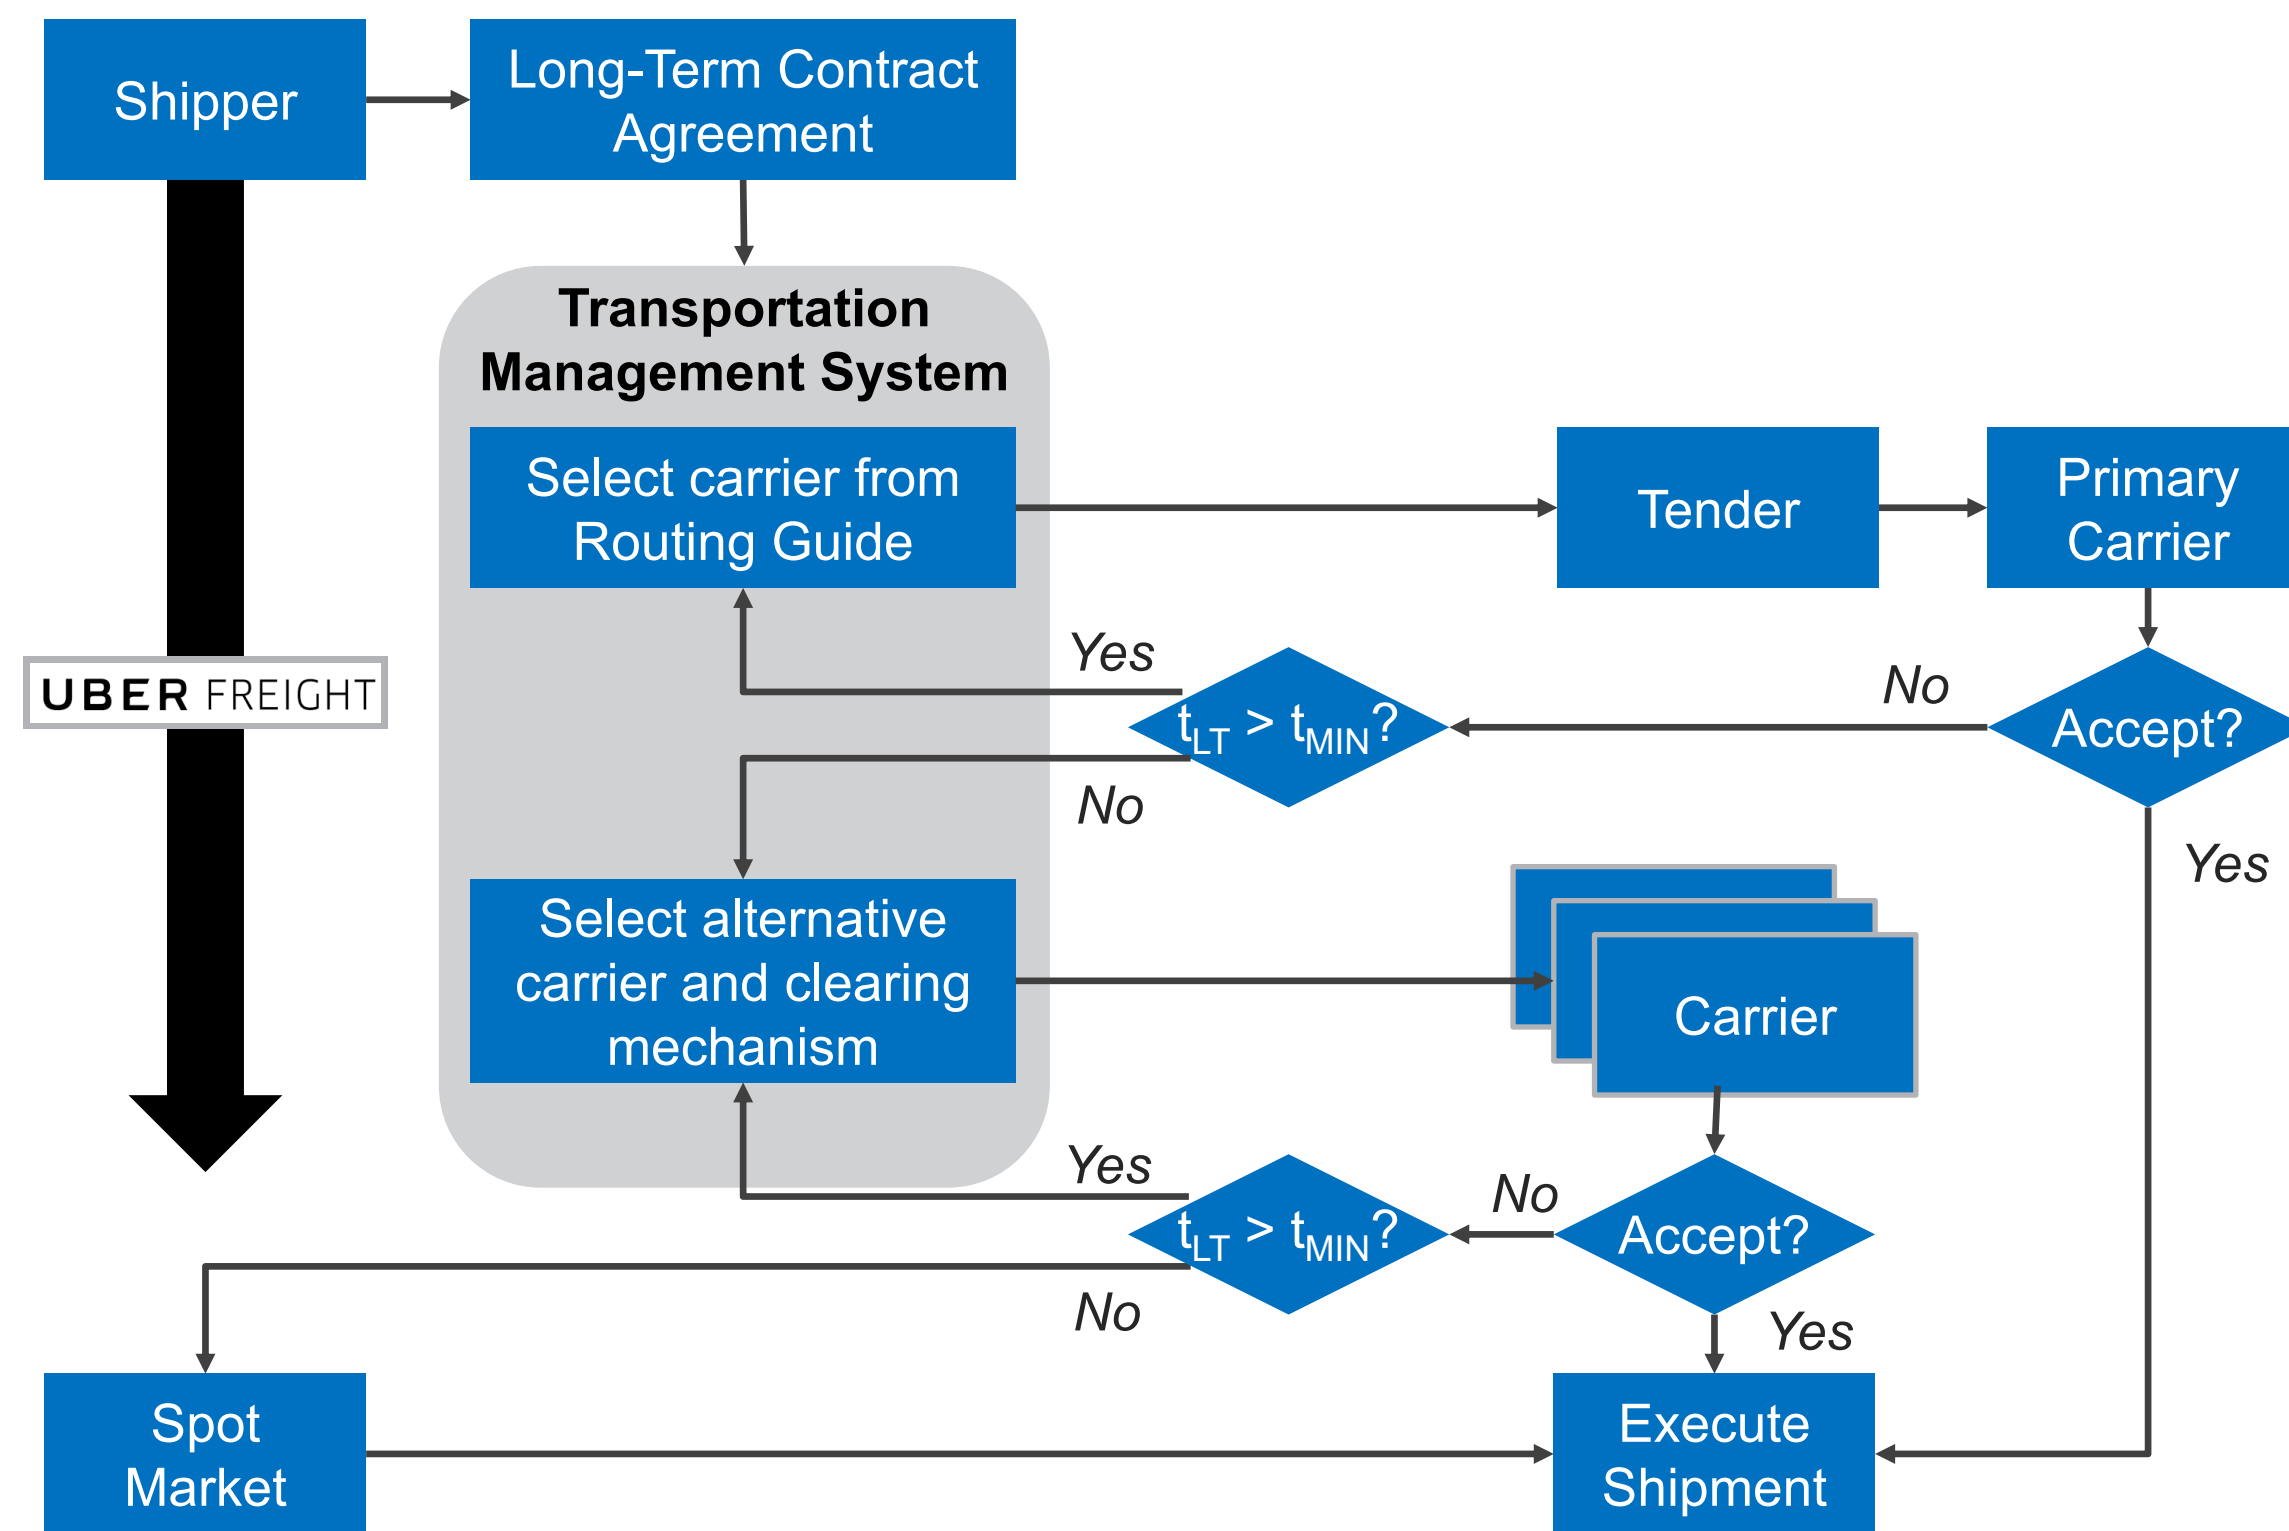 Shipper
Long-Term Contract
Agreement
Transportation
Management System
Select carrier from
Routing Guide
Tender
Primary
Carrier
Yes
No
UBER FREIGHT
tLT > tMIN?
Accept?
No
Yes
Select alternative
carrier and clearing
mechanism
Carrier
Yes
No
tLT > tMIN?
Accept?
No
Yes
Spot
Market
Execute
Shipment